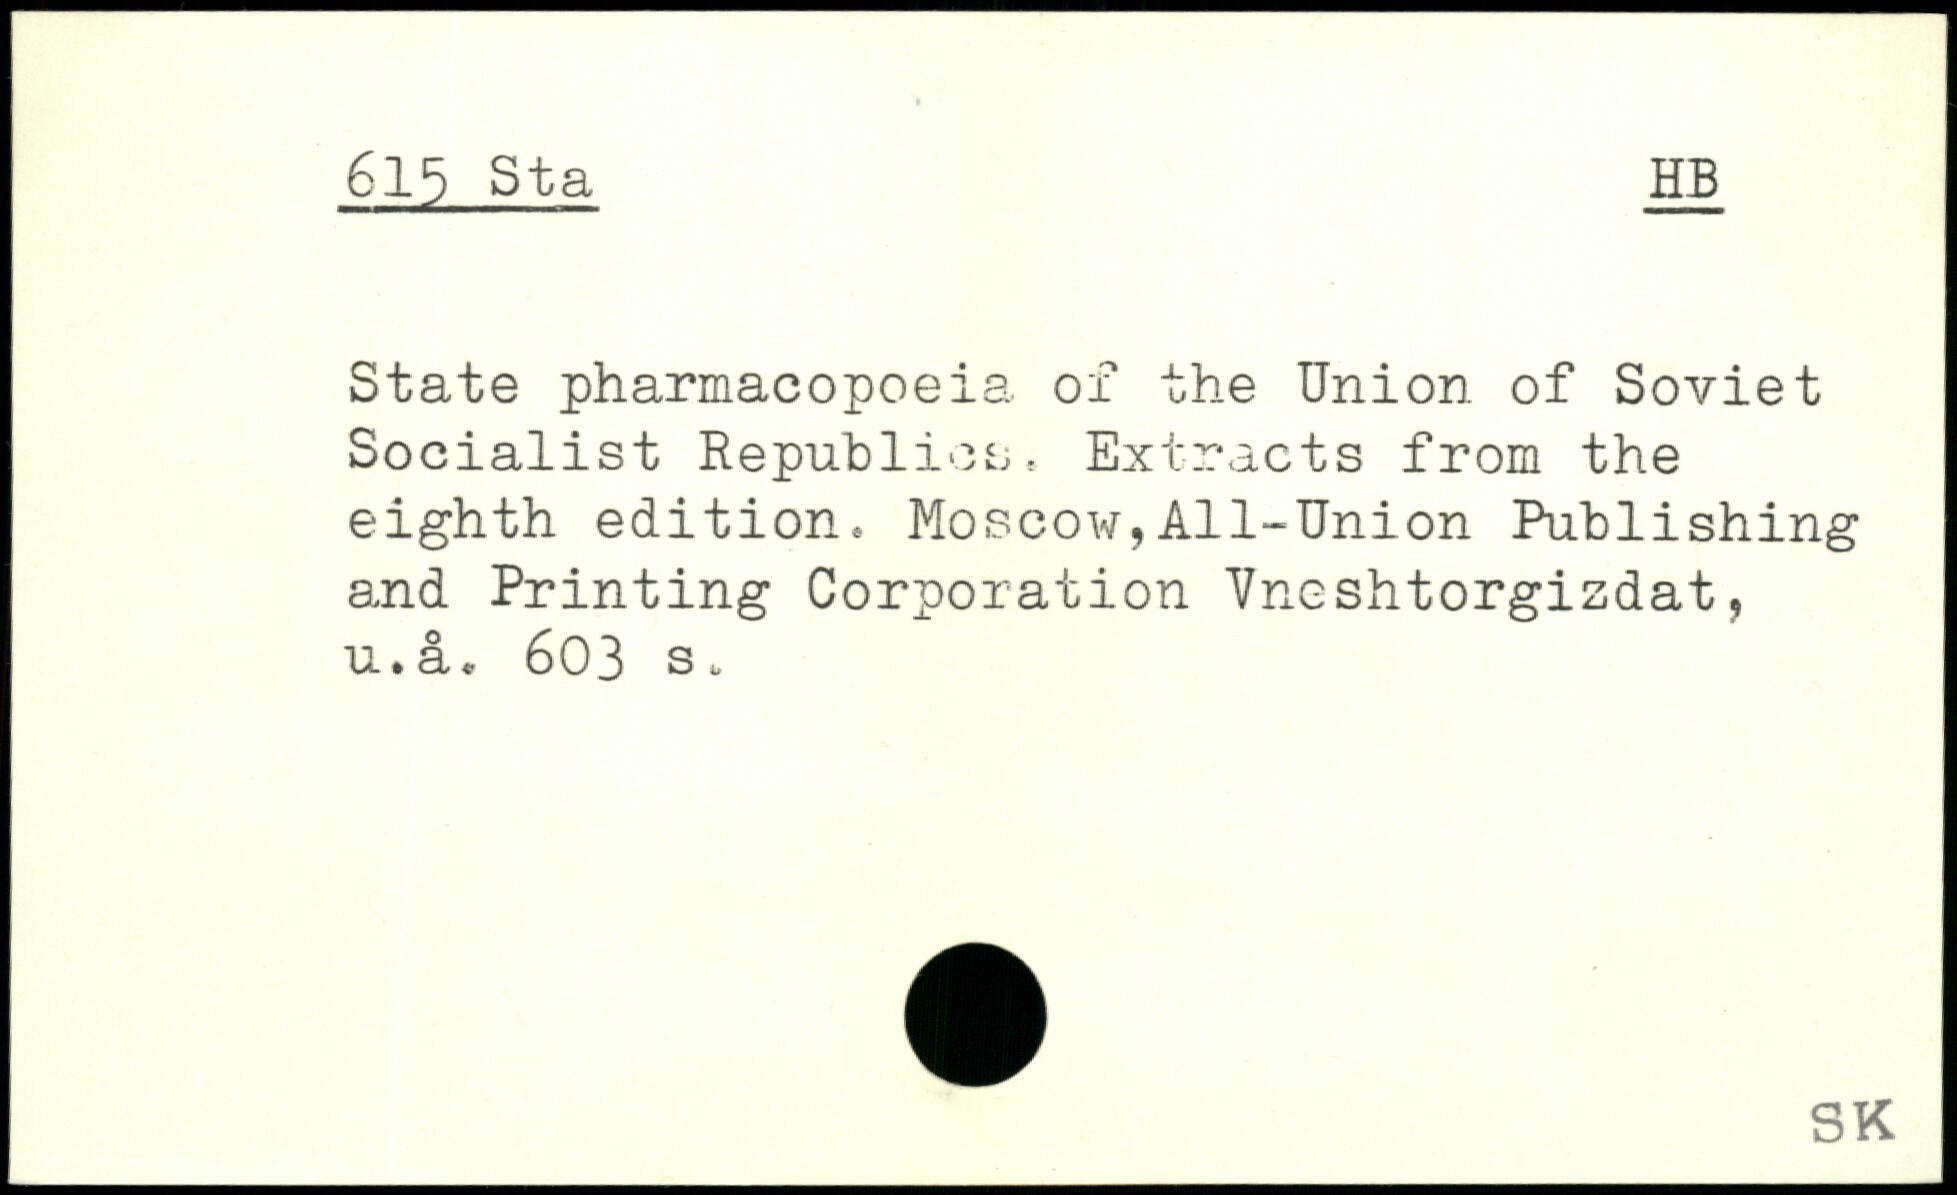 615 Sta HB
State pharmacopoeia of the Union of Soviet
Socialist Republics. Extracts from the
eighth edition. Moscow,All-Union Publishing
and Printing Corporation Vneshtorgizdat,
u.å. 603 s.
SK